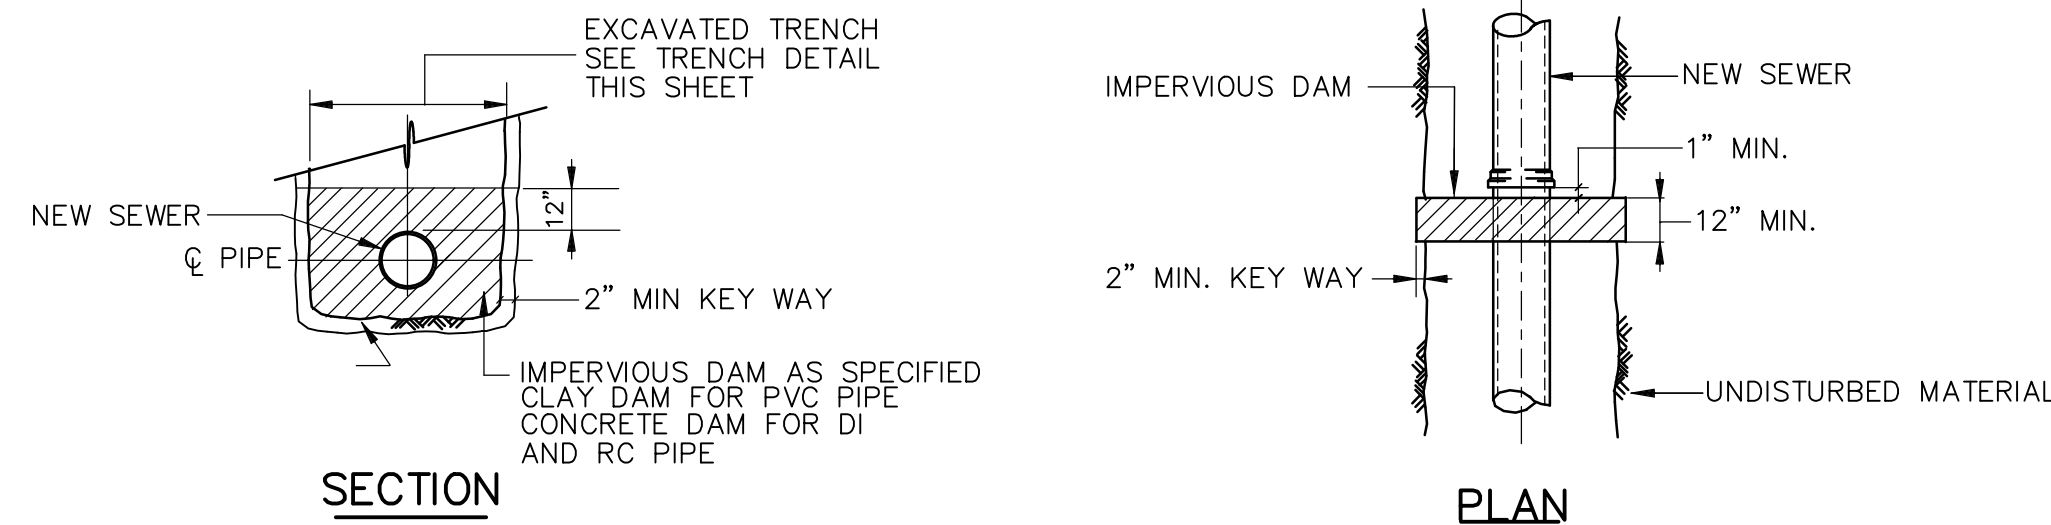 EXCAVATED TRENCH
SEE TRENCH DETAIL
THIS SHEET
12”
NEW SEWER
℄ PIPE
2” MIN KEY WAY
IMPERVIOUS DAM AS SPECIFIED
CLAY DAM FOR PVC PIPE
CONCRETE DAM FOR DI
AND RC PIPE
SECTION
IMPERVIOUS DAM
NEW SEWER
1” MIN.
12” MIN.
2” MIN. KEY WAY
UNDISTURBED MATERIAL
PLAN